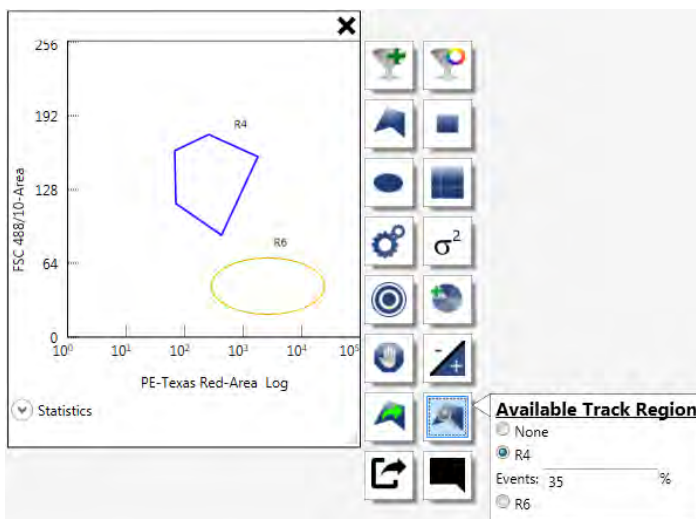 256
192
128
64
0
FSC 488/10-Area
R4
R6
10⁰ 10¹ 10² 10³ 10⁴ 10⁵
PE-Texas Red-Area Log
Statistics
σ²
- +
Available Track Region
None
R4
Events: 35 %
R6